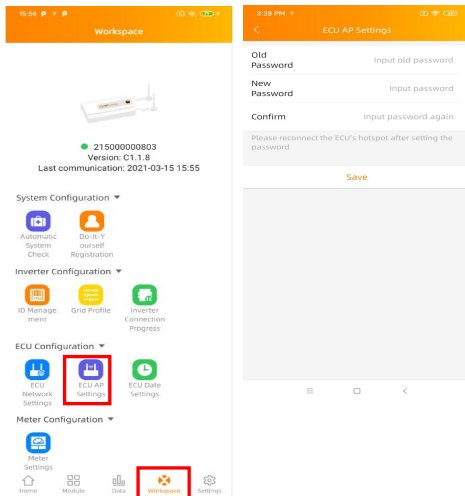 15:56
Workspace
215000000803
Version: C1.1.8
Last communication: 2021-03-15 15:55
System Configuration
Automatic
System
Check
Do-It-Y
ourself
Registration
Inverter Configuration
ID Manage
ment
Grid Profile
Inverter
Connection
Progress
ECU Configuration
ECU
Network
Settings
ECU AP
Settings
ECU Date
Settings
Meter Configuration
Meter
Settings
Home
Module
Data
Workspace
Settings
3:38 PM
ECU AP Settings
Old
Password
Input old password
New
Password
Input password
Confirm
Input password again
Please reconnect the ECU's hotspot after setting the
password
Save